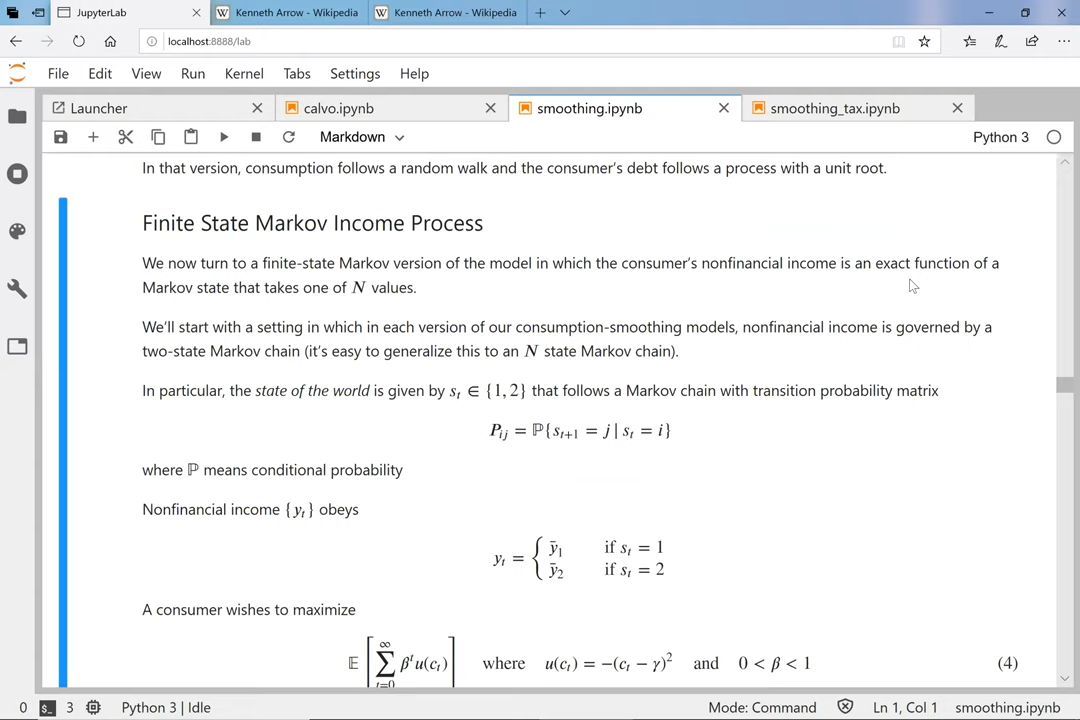 JupyterLab
Kenneth Arrow - Wikipedia
Kenneth Arrow - Wikipedia
localhost:8888/lab
File Edit View Run Kernel Tabs Settings Help
Launcher calvo.ipynb smoothing.ipynb smoothing_tax.ipynb
Markdown Python 3
In that version, consumption follows a random walk and the consumer's debt follows a process with a unit root.
Finite State Markov Income Process
We now turn to a finite-state Markov version of the model in which the consumer's nonfinancial income is an exact function of a
Markov state that takes one of N values.
We'll start with a setting in which in each version of our consumption-smoothing models, nonfinancial income is governed by a
two-state Markov chain (it's easy to generalize this to an N state Markov chain).
In particular, the state of the world is given by sₜ ∈ {1, 2} that follows a Markov chain with transition probability matrix
Pᵢⱼ = ℙ{sₜ₊₁ = j | sₜ = i}
where ℙ means conditional probability
Nonfinancial income {yₜ} obeys
yₜ = { ȳ₁ if sₜ = 1
ȳ₂ if sₜ = 2
A consumer wishes to maximize
𝔼 [ ∑ₜ₌₀^∞ βᵗu(cₜ) ] where u(cₜ) = −(cₜ − γ)² and 0 < β < 1 (4)
0 $_ 3 Python 3 | Idle Mode: Command Ln 1, Col 1 smoothing.ipynb